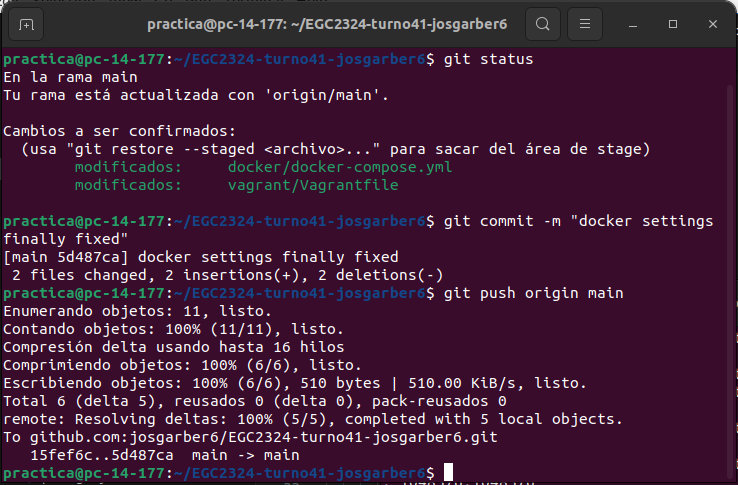 practica@pc-14-177: ~/EGC2324-turno41-josgarber6
practica@pc-14-177:~/EGC2324-turno41-josgarber6$ git status
En la rama main
Tu rama está actualizada con 'origin/main'.
Cambios a ser confirmados:
(usa "git restore --staged <archivo>..." para sacar del área de stage)
modificados:     docker/docker-compose.yml
modificados:     vagrant/Vagrantfile
practica@pc-14-177:~/EGC2324-turno41-josgarber6$ git commit -m "docker settings
finally fixed"
[main 5d487ca] docker settings finally fixed
2 files changed, 2 insertions(+), 2 deletions(-)
practica@pc-14-177:~/EGC2324-turno41-josgarber6$ git push origin main
Enumerando objetos: 11, listo.
Contando objetos: 100% (11/11), listo.
Compresión delta usando hasta 16 hilos
Comprimiendo objetos: 100% (6/6), listo.
Escribiendo objetos: 100% (6/6), 510 bytes | 510.00 KiB/s, listo.
Total 6 (delta 5), reusados 0 (delta 0), pack-reusados 0
remote: Resolving deltas: 100% (5/5), completed with 5 local objects.
To github.com:josgarber6/EGC2324-turno41-josgarber6.git
15fef6c..5d487ca  main -> main
practica@pc-14-177:~/EGC2324-turno41-josgarber6$